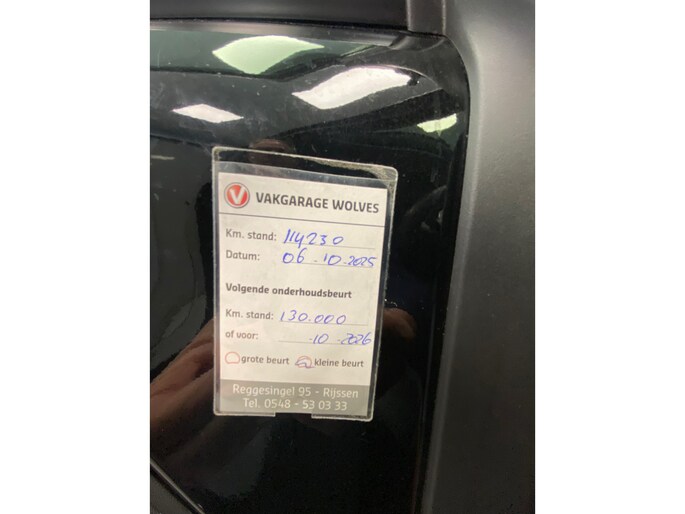 V VAKGARAGE WOLVES
Km. stand: 114230
Datum: 06-10-2025
Volgende onderhoudsbeurt
Km. stand: 130.000
of voor: -10-2026
grote beurt kleine beurt
Reggesingel 95 - Rijssen
Tel. 0548 - 53 03 33